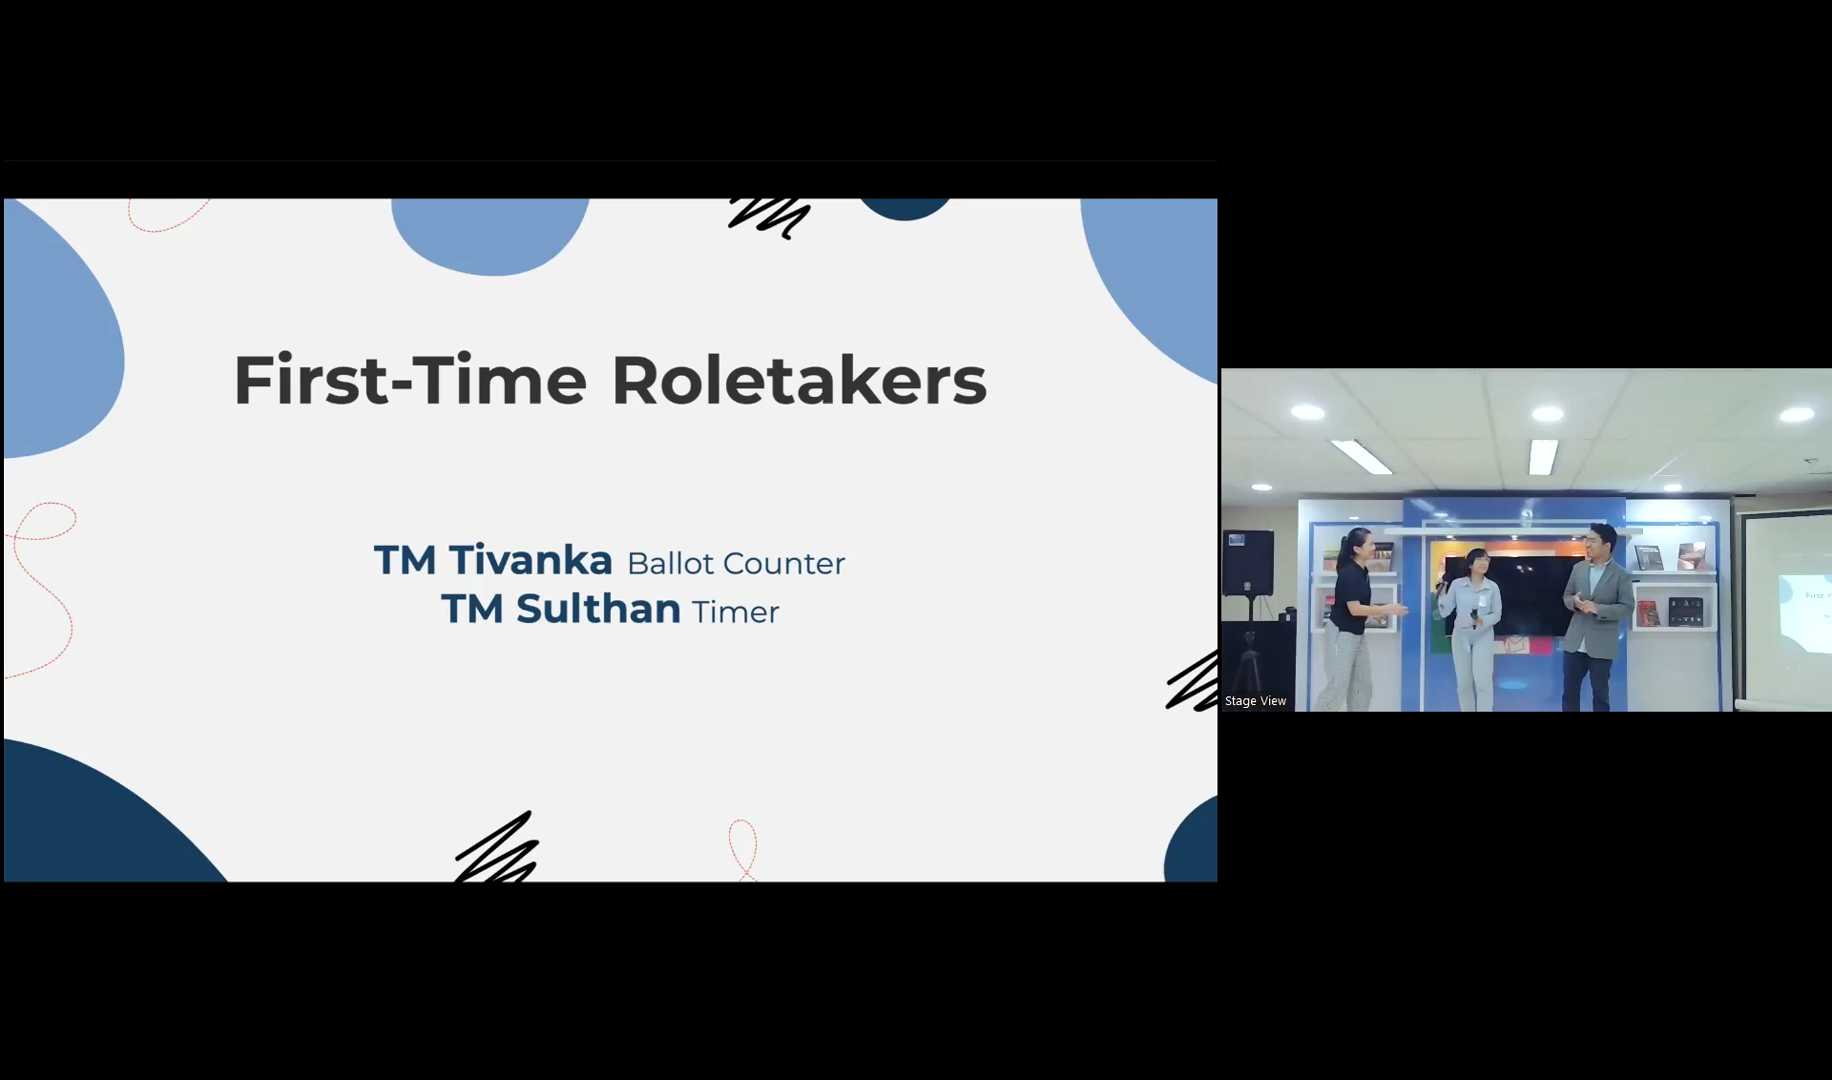 First-Time Roletakers
TM Tivanka Ballot Counter
TM Sulthan Timer
Stage View